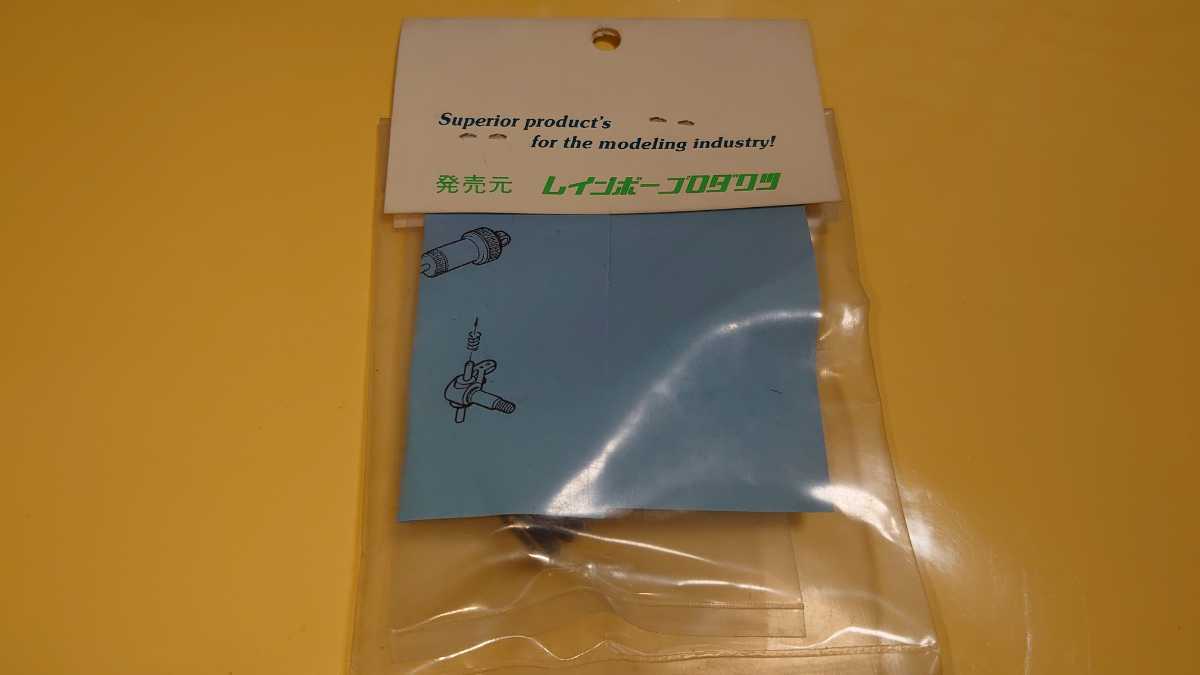 Superior product's
for the modeling industry!
発売元 レインボープロダクツ